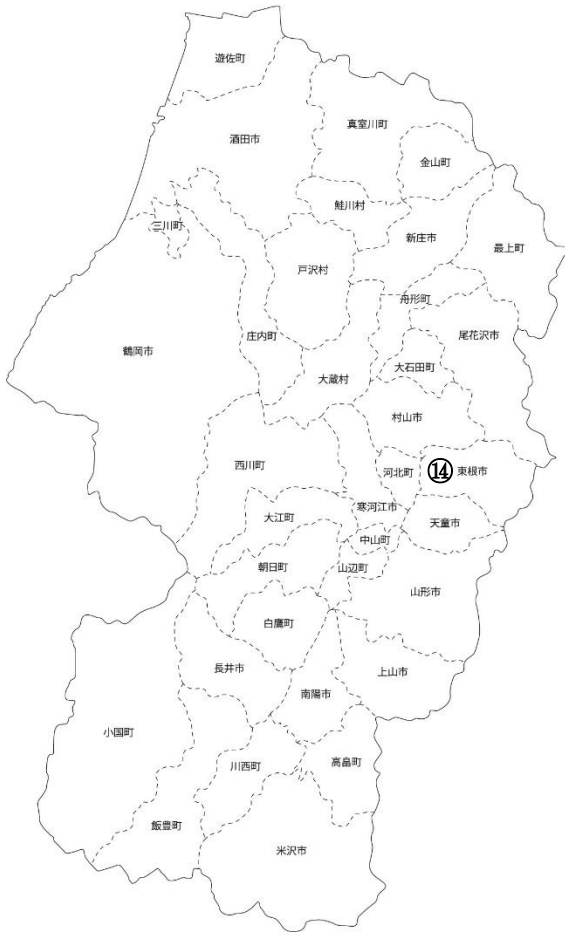 遊佐町
酒田市
真室川町
金山町
鮭川村
三川町
新庄市
最上町
戸沢村
舟形町
庄内町
尾花沢市
鶴岡市
大石田町
大蔵村
村山市
西川町
河北町
⑭ 東根市
寒河江市
大江町
天童市
中山町
朝日町
山辺町
山形市
白鷹町
長井市
上山市
南陽市
小国町
高畠町
川西町
飯豊町
米沢市